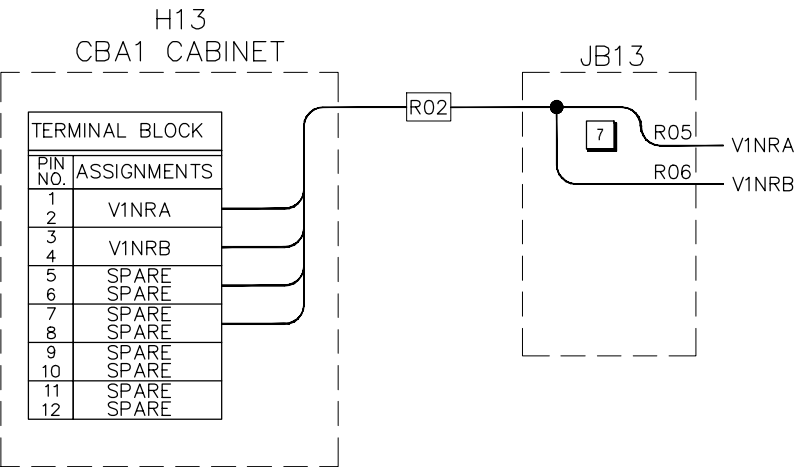 H13
CBA1 CABINET
JB13
R02
TERMINAL BLOCK
PIN NO. ASSIGNMENTS
1
2 V1NRA
3
4 V1NRB
5 SPARE
6 SPARE
7 SPARE
8 SPARE
9 SPARE
10 SPARE
11 SPARE
12 SPARE
7
R05 V1NRA
R06 V1NRB